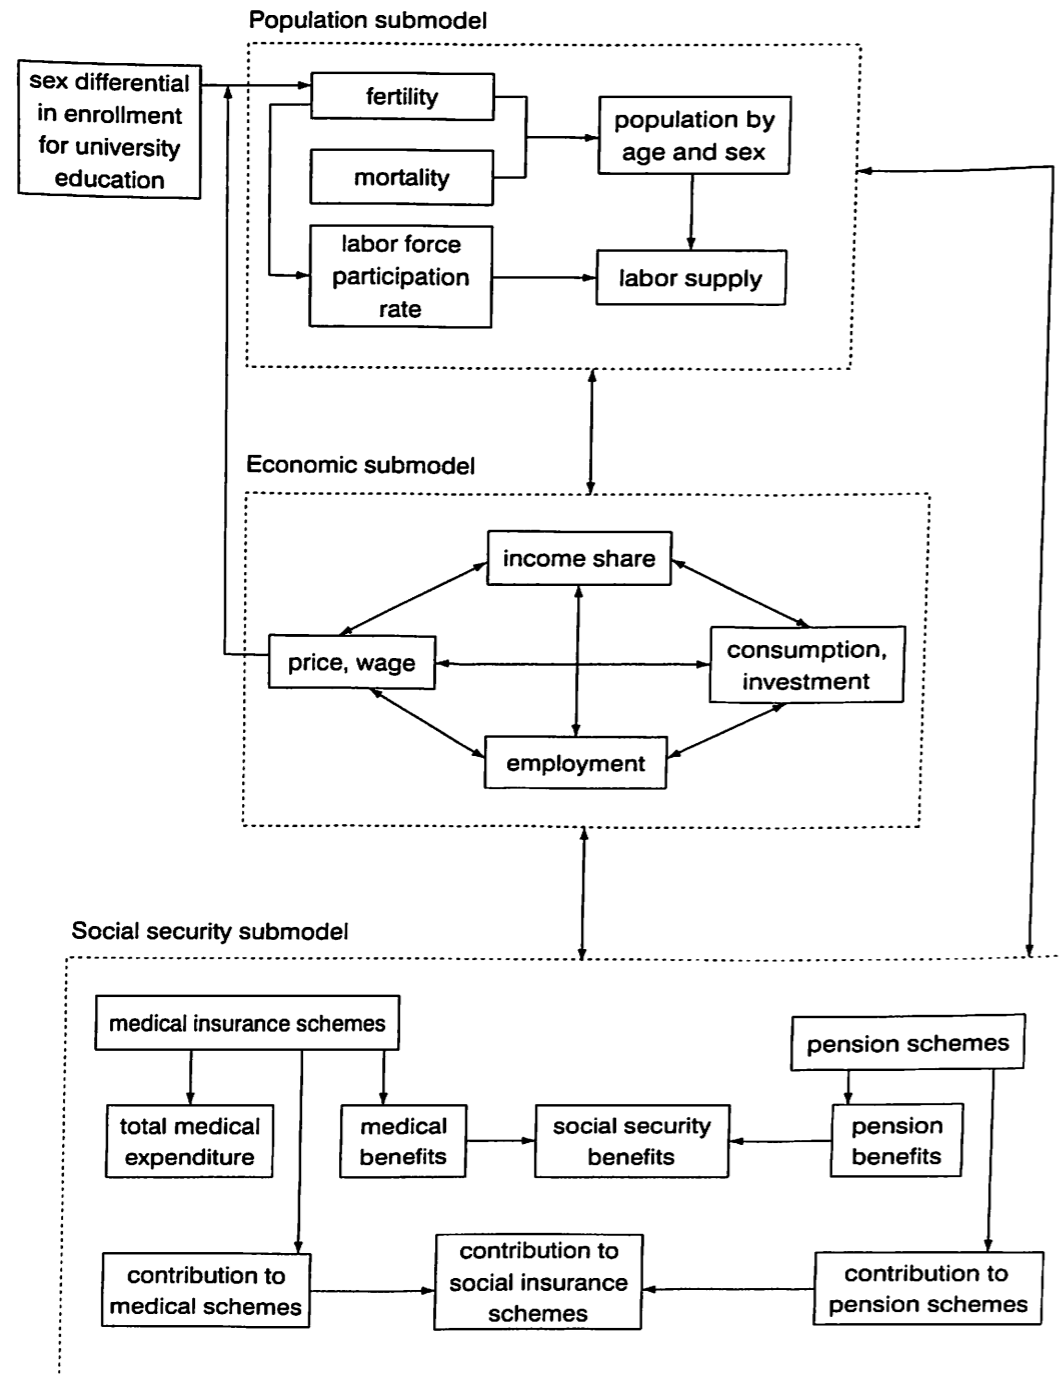 Population submodel
sex differential
in enrollment
for university
education
fertility
mortality
labor force
participation
rate
population by
age and sex
labor supply
Economic submodel
income share
price, wage
consumption,
investment
employment
Social security submodel
medical insurance schemes
pension schemes
total medical
expenditure
medical
benefits
social security
benefits
pension
benefits
contribution to
medical schemes
contribution to
social insurance
schemes
contribution to
pension schemes